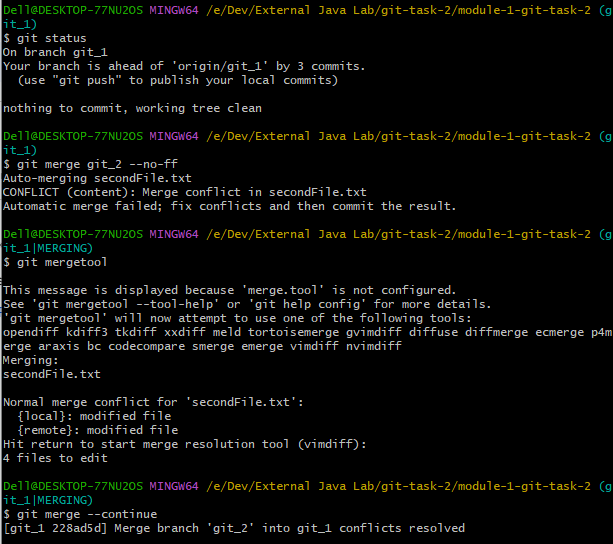 Dell@DESKTOP-77NU2OS MINGW64 /e/Dev/External Java Lab/git-task-2/module-1-git-task-2 (g
it_1)
$ git status
On branch git_1
Your branch is ahead of 'origin/git_1' by 3 commits.
  (use "git push" to publish your local commits)

nothing to commit, working tree clean

Dell@DESKTOP-77NU2OS MINGW64 /e/Dev/External Java Lab/git-task-2/module-1-git-task-2 (g
it_1)
$ git merge git_2 --no-ff
Auto-merging secondFile.txt
CONFLICT (content): Merge conflict in secondFile.txt
Automatic merge failed; fix conflicts and then commit the result.

Dell@DESKTOP-77NU2OS MINGW64 /e/Dev/External Java Lab/git-task-2/module-1-git-task-2 (g
it_1|MERGING)
$ git mergetool

This message is displayed because 'merge.tool' is not configured.
See 'git mergetool --tool-help' or 'git help config' for more details.
'git mergetool' will now attempt to use one of the following tools:
opendiff kdiff3 tkdiff xxdiff meld tortoisemerge gvimdiff diffuse diffmerge ecmerge p4m
erge araxis bc codecompare smerge emerge vimdiff nvimdiff
Merging:
secondFile.txt

Normal merge conflict for 'secondFile.txt':
  {local}: modified file
  {remote}: modified file
Hit return to start merge resolution tool (vimdiff):
4 files to edit

Dell@DESKTOP-77NU2OS MINGW64 /e/Dev/External Java Lab/git-task-2/module-1-git-task-2 (g
it_1|MERGING)
$ git merge --continue
[git_1 228ad5d] Merge branch 'git_2' into git_1 conflicts resolved